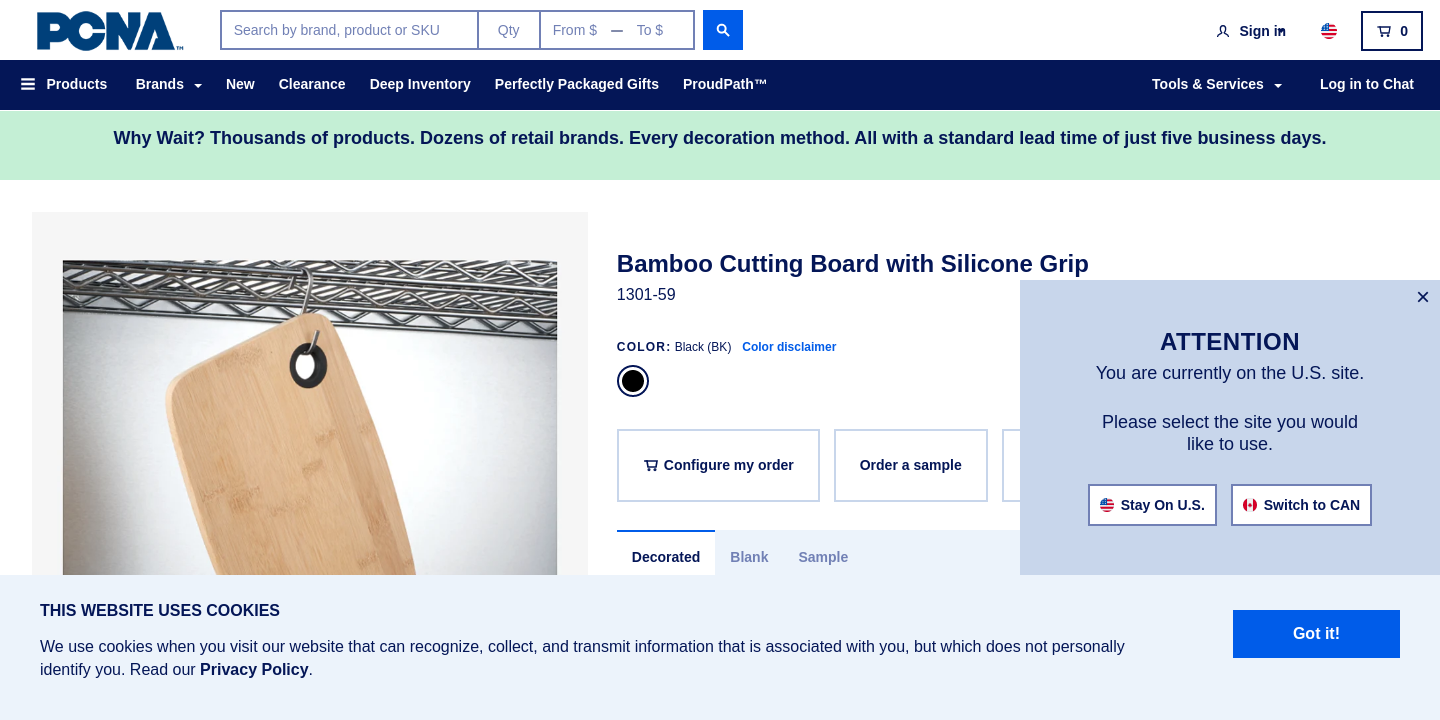 PCNA™
Search by brand, product or SKU
Qty
From $ — To $
Sign in
0
Products
Brands
New
Clearance
Deep Inventory
Perfectly Packaged Gifts
ProudPath™
Tools & Services
Log in to Chat
Why Wait? Thousands of products. Dozens of retail brands. Every decoration method. All with a standard lead time of just five business days.
Bamboo Cutting Board with Silicone Grip
1301-59
COLOR: Black (BK) Color disclaimer
Configure my order
Order a sample
Decorated
Blank
Sample
×
ATTENTION
You are currently on the U.S. site.
Please select the site you would
like to use.
Stay On U.S.
Switch to CAN
THIS WEBSITE USES COOKIES
We use cookies when you visit our website that can recognize, collect, and transmit information that is associated with you, but which does not personally
identify you. Read our Privacy Policy.
Got it!